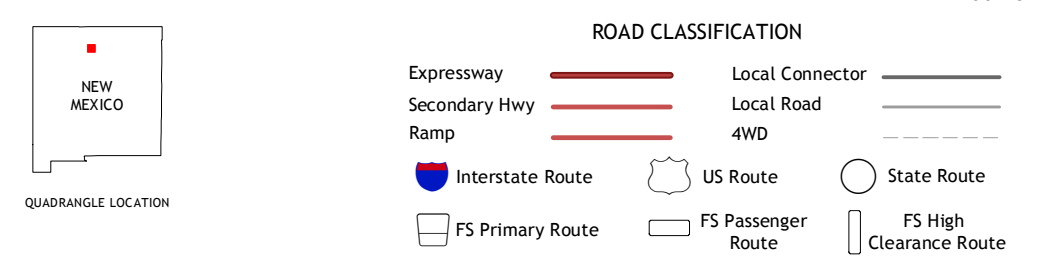 ROAD CLASSIFICATION
NEW
MEXICO
QUADRANGLE LOCATION
Expressway
Local Connector
Secondary Hwy
Local Road
Ramp
4WD
Interstate Route
US Route
State Route
FS Primary Route
FS Passenger
Route
FS High
Clearance Route